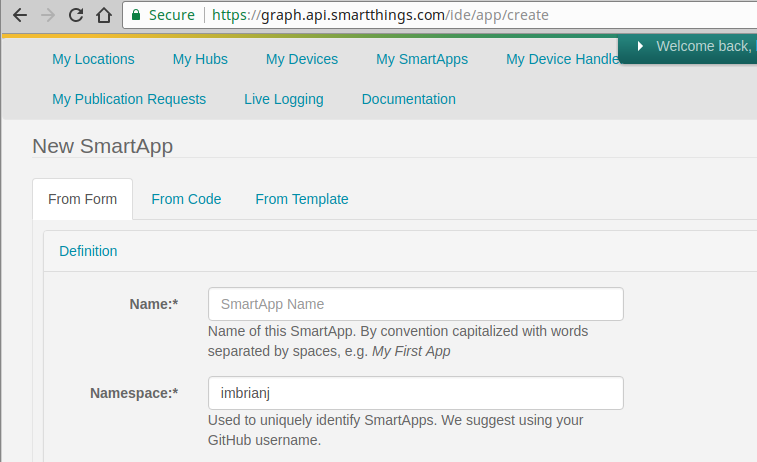 Secure https://graph.api.smartthings.com/ide/app/create
My Locations My Hubs My Devices My SmartApps My Device Handle Welcome back,
My Publication Requests Live Logging Documentation
New SmartApp
From Form From Code From Template
Definition
Name:* SmartApp Name
Name of this SmartApp. By convention capitalized with words
separated by spaces, e.g. My First App
Namespace:* imbrianj
Used to uniquely identify SmartApps. We suggest using your
GitHub username.